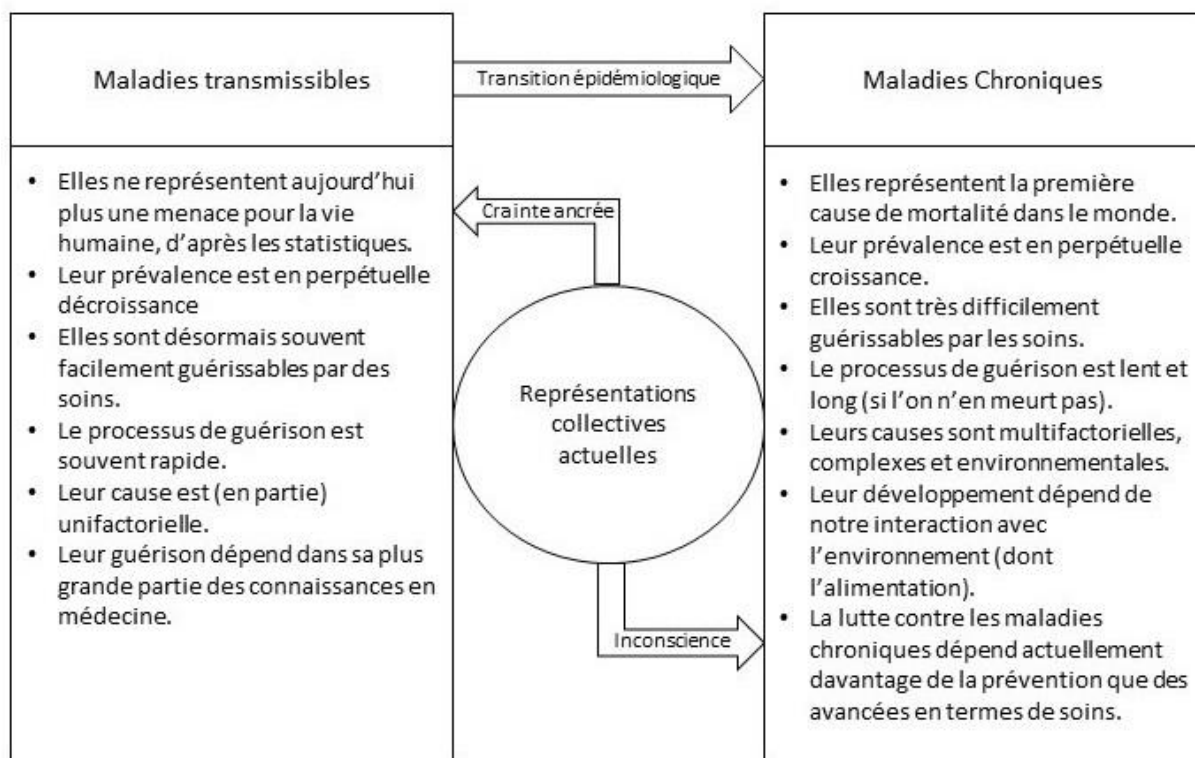 Maladies transmissibles
Transition épidémiologique
Maladies Chroniques
• Elles ne représentent aujourd’hui
plus une menace pour la vie
humaine, d’après les statistiques.
• Leur prévalence est en perpétuelle
décroissance
• Elles sont désormais souvent
facilement guérissables par des
soins.
• Le processus de guérison est
souvent rapide.
• Leur cause est (en partie)
unifactorielle.
• Leur guérison dépend dans sa plus
grande partie des connaissances en
médecine.
Crainte ancrée
Représentations
collectives
actuelles
Inconscience
• Elles représentent la première
cause de mortalité dans le monde.
• Leur prévalence est en perpétuelle
croissance.
• Elles sont très difficilement
guérissables par les soins.
• Le processus de guérison est lent et
long (si l’on n’en meurt pas).
• Leurs causes sont multifactorielles,
complexes et environnementales.
• Leur développement dépend de
notre interaction avec
l’environnement (dont
l’alimentation).
• La lutte contre les maladies
chroniques dépend actuellement
davantage de la prévention que des
avancées en termes de soins.